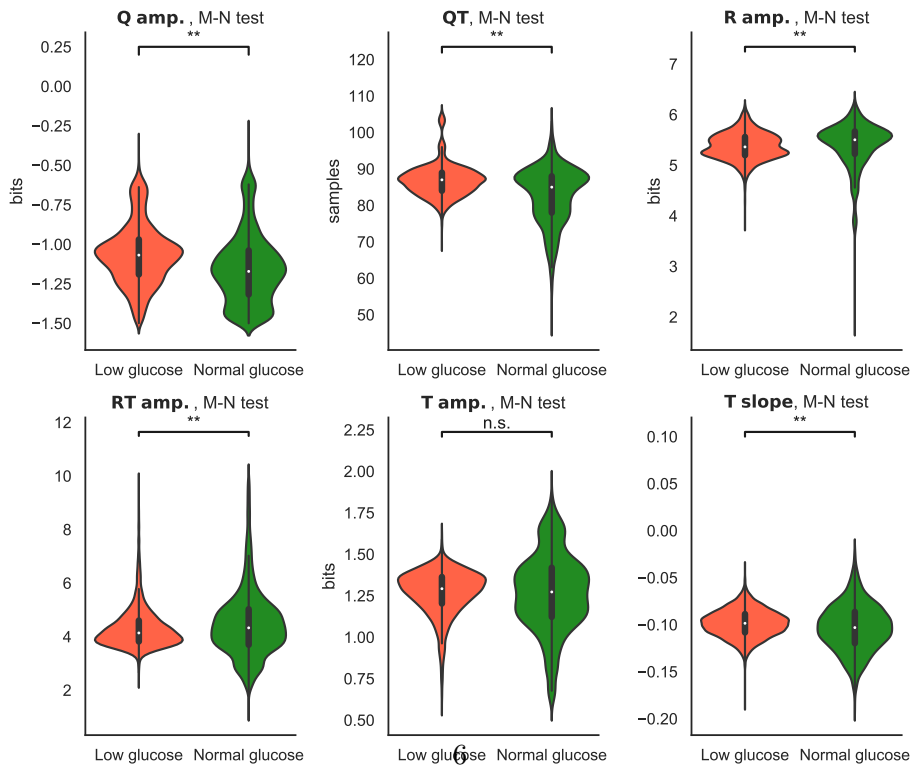 Q amp. , M-N test
**
0.25
0.00
−0.25
−0.50
−0.75
−1.00
−1.25
−1.50
bits
Low glucose Normal glucose
QT, M-N test
**
120
110
100
90
80
70
60
50
samples
Low glucose Normal glucose
R amp. , M-N test
**
7
6
5
4
3
2
bits
Low glucose Normal glucose
RT amp. , M-N test
**
12
10
8
6
4
2
Low glucose Normal glucose
T amp. , M-N test
n.s.
2.25
2.00
1.75
1.50
1.25
1.00
0.75
0.50
bits
Low glucose Normal glucose
T slope, M-N test
**
0.10
0.05
0.00
−0.05
−0.10
−0.15
−0.20
Low glucose Normal glucose
6